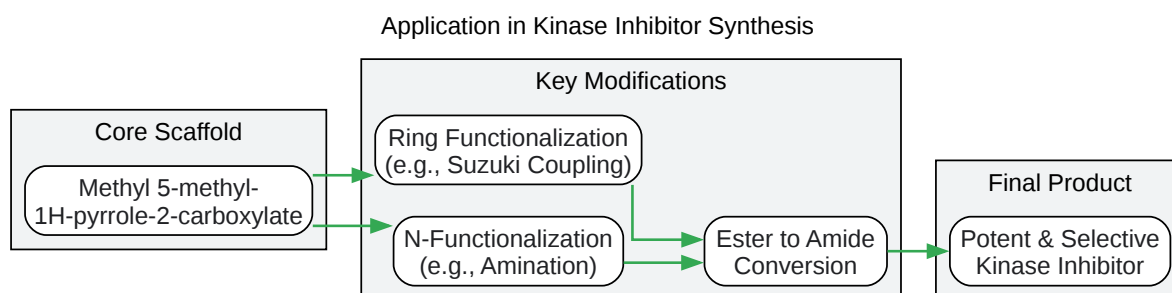 Application in Kinase Inhibitor Synthesis
Key Modifications
Core Scaffold
Methyl 5-methyl-
1H-pyrrole-2-carboxylate
Ring Functionalization
(e.g., Suzuki Coupling)
N-Functionalization
(e.g., Amination)
Ester to Amide
Conversion
Final Product
Potent & Selective
Kinase Inhibitor